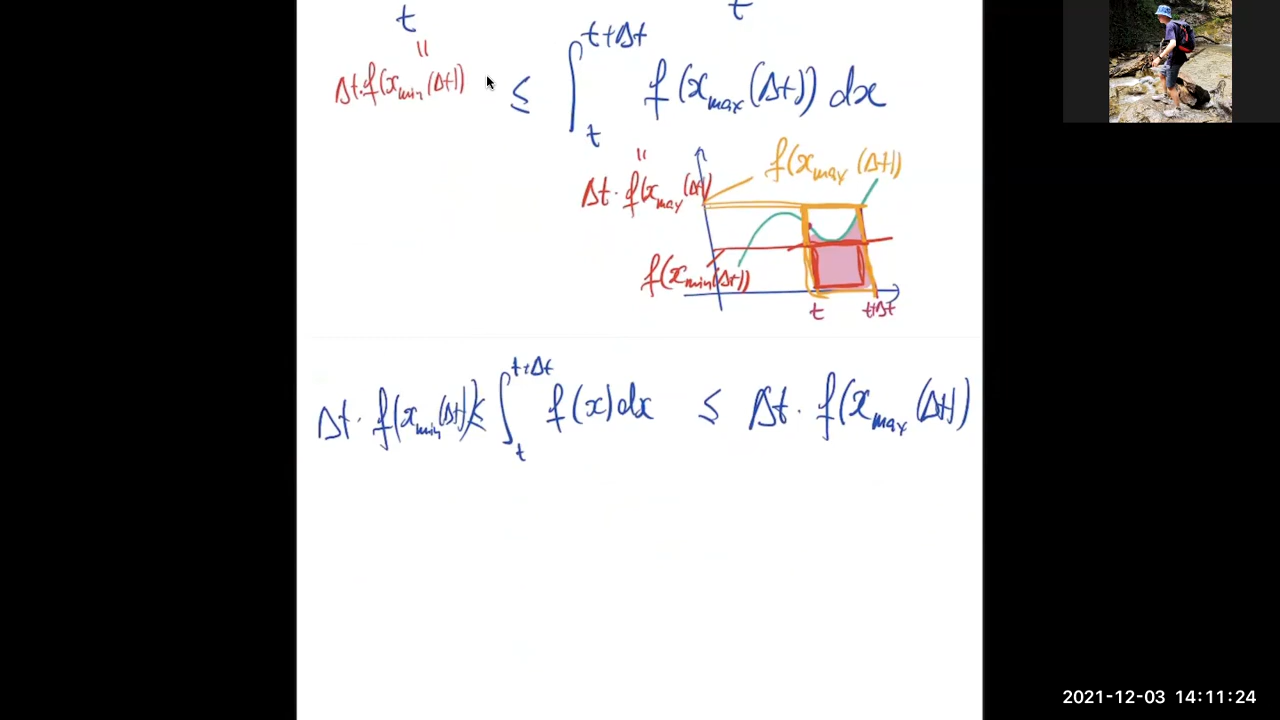 t t
"
Δt·f(x_min(Δt)) ≤ ∫_t^{t+Δt} f(x_max(Δt)) dx
"
Δt· f(x_max(Δt)
f(x_max(Δt))
f(x_min(Δt))
t t+Δt
Δt· f(x_min(Δt)) ≤ ∫_t^{t+Δt} f(x)dx ≤ Δt· f(x_max(Δt))
2021-12-03 14:11:24